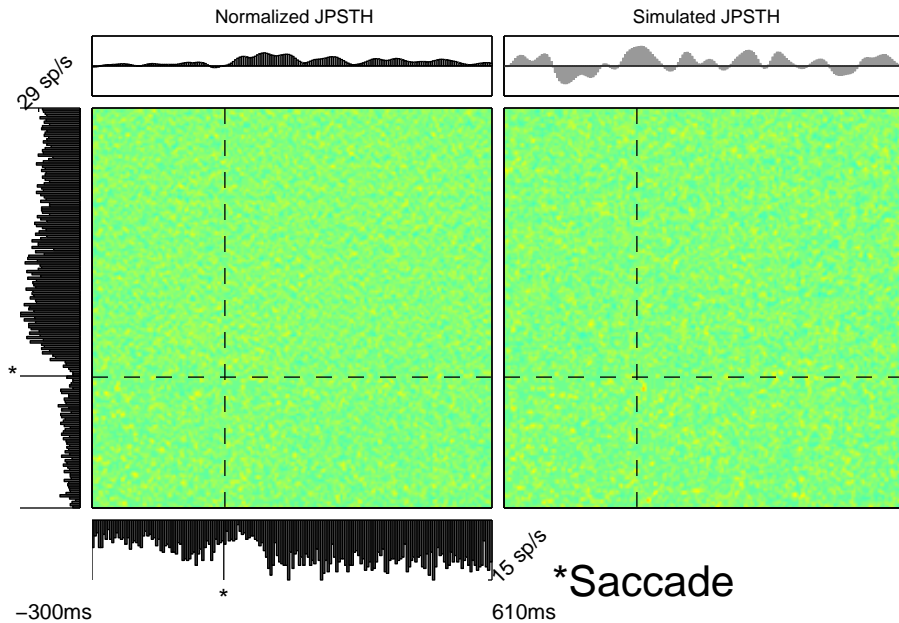 Normalized JPSTH
Simulated JPSTH
29 sp/s
*
15 sp/s
*Saccade
*
−300ms
610ms